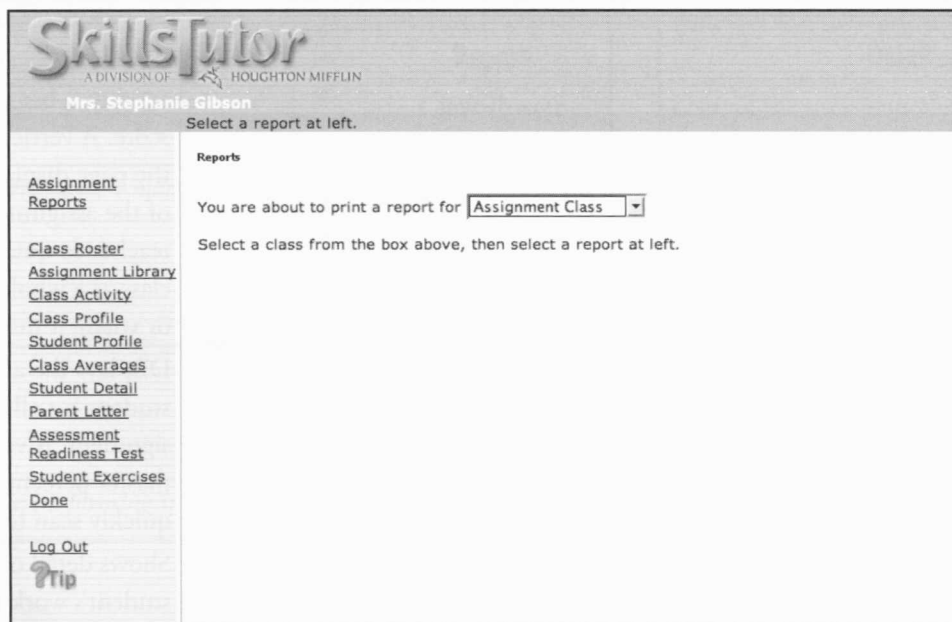 SkillsTutor
A DIVISION OF HOUGHTON MIFFLIN
Mrs. Stephanie Gibson
Select a report at left.
Reports
Assignment
Reports
You are about to print a report for Assignment Class
Select a class from the box above, then select a report at left.
Class Roster
Assignment Library
Class Activity
Class Profile
Student Profile
Class Averages
Student Detail
Parent Letter
Assessment
Readiness Test
Student Exercises
Done
Log Out
?Tip